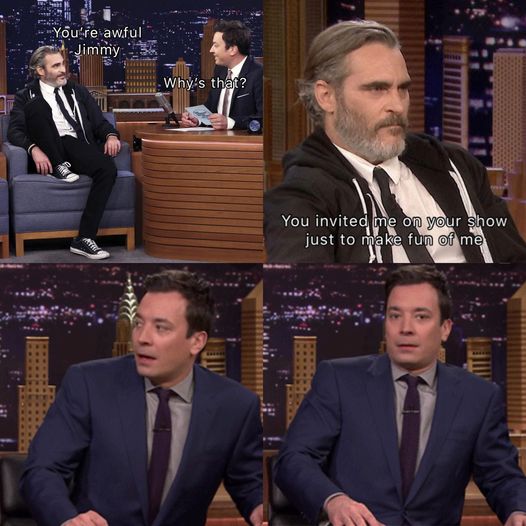 You're awful
Jimmy
Why's that?
You invited me on your show
just to make fun of me